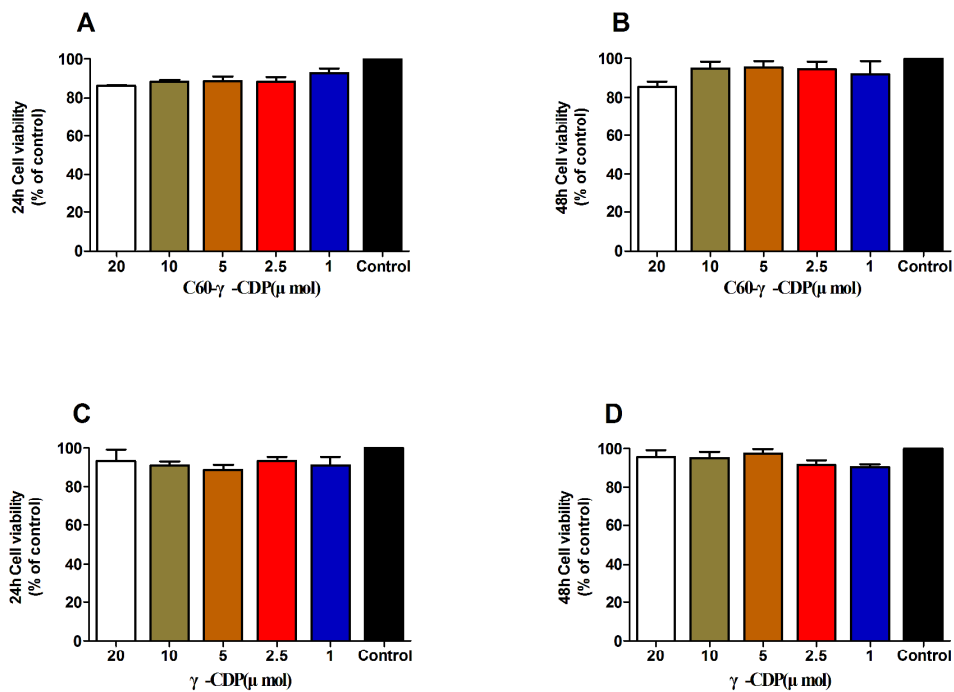 A
24h Cell viability
(% of control)
100
80
60
40
20
0
20 10 5 2.5 1 Control
C60-γ -CDP(μ mol)
B
48h Cell viability
(% of control)
100
80
60
40
20
0
20 10 5 2.5 1 Control
C60-γ -CDP(μ mol)
C
24h Cell viability
(% of control)
100
80
60
40
20
0
20 10 5 2.5 1 Control
γ -CDP(μ mol)
D
48h Cell viability
(% of control)
100
80
60
40
20
0
20 10 5 2.5 1 Control
γ -CDP(μ mol)